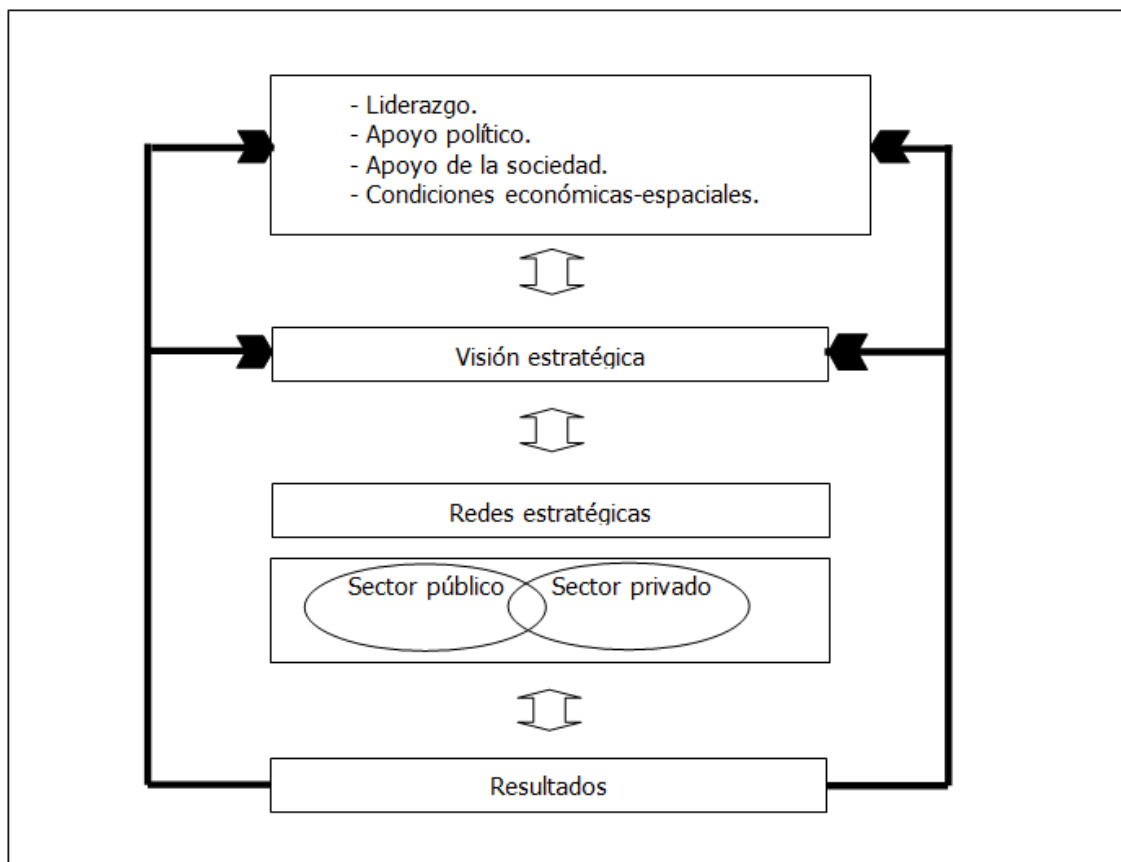 - Liderazgo.
- Apoyo político.
- Apoyo de la sociedad.
- Condiciones económicas-espaciales.
Visión estratégica
Redes estratégicas
Sector público
Sector privado
Resultados